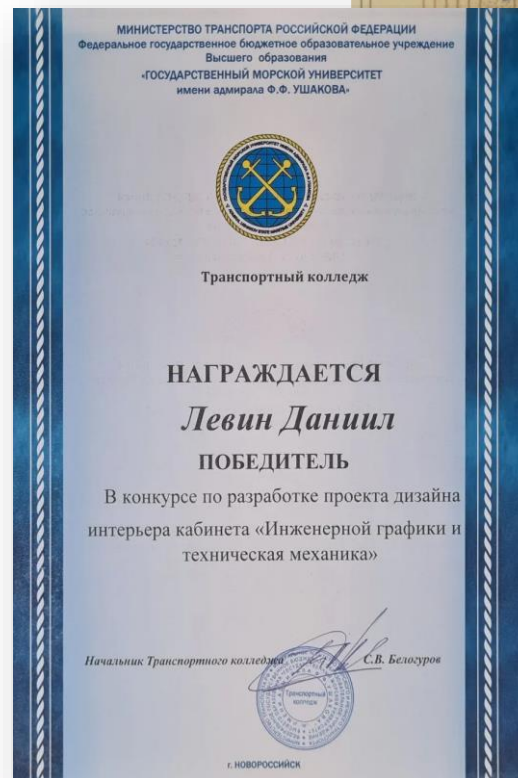 МИНИСТЕРСТВО ТРАНСПОРТА РОССИЙСКОЙ ФЕДЕРАЦИИ
Федеральное государственное бюджетное образовательное учреждение
Высшего образования
«ГОСУДАРСТВЕННЫЙ МОРСКОЙ УНИВЕРСИТЕТ
имени адмирала Ф.Ф. УШАКОВА»
Транспортный колледж
НАГРАЖДАЕТСЯ
Левин Даниил
ПОБЕДИТЕЛЬ
В конкурсе по разработке проекта дизайна
интерьера кабинета «Инженерной графики и
техническая механика»
Начальник Транспортного колледжа С.В. Белогуров
Транспортный
колледж
г. НОВОРОССИЙСК